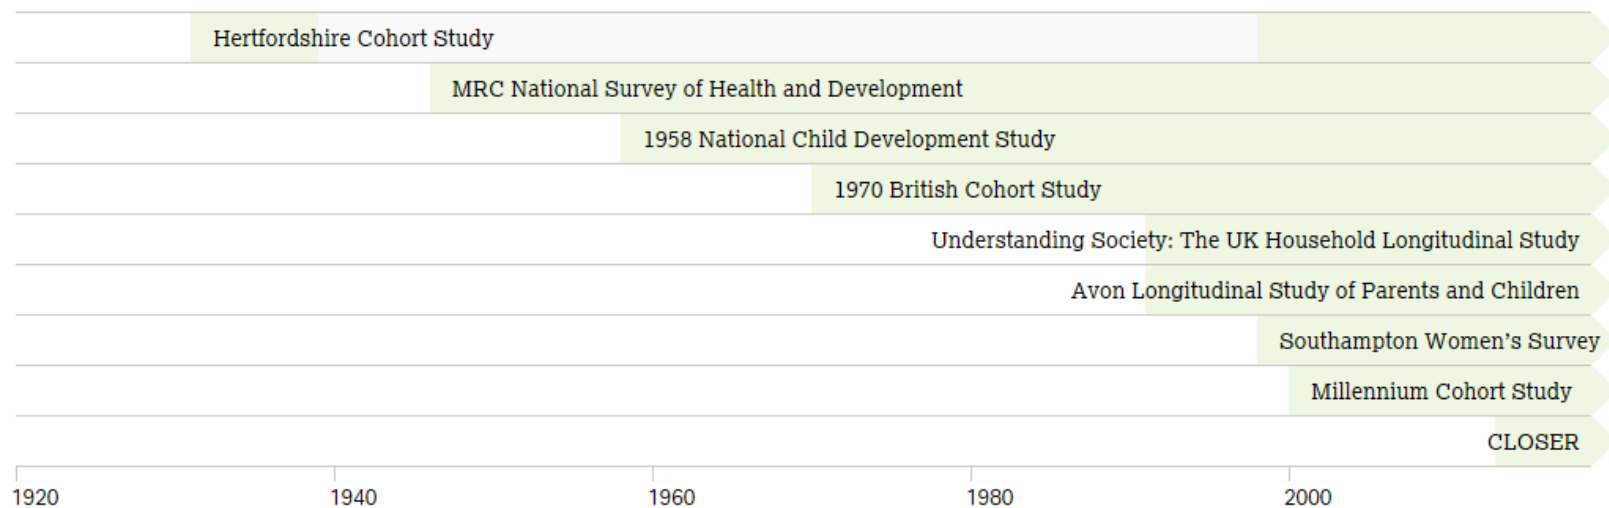 Hertfordshire Cohort Study
MRC National Survey of Health and Development
1958 National Child Development Study
1970 British Cohort Study
Understanding Society: The UK Household Longitudinal Study
Avon Longitudinal Study of Parents and Children
Southampton Women’s Survey
Millennium Cohort Study
CLOSER
1920 1940 1960 1980 2000